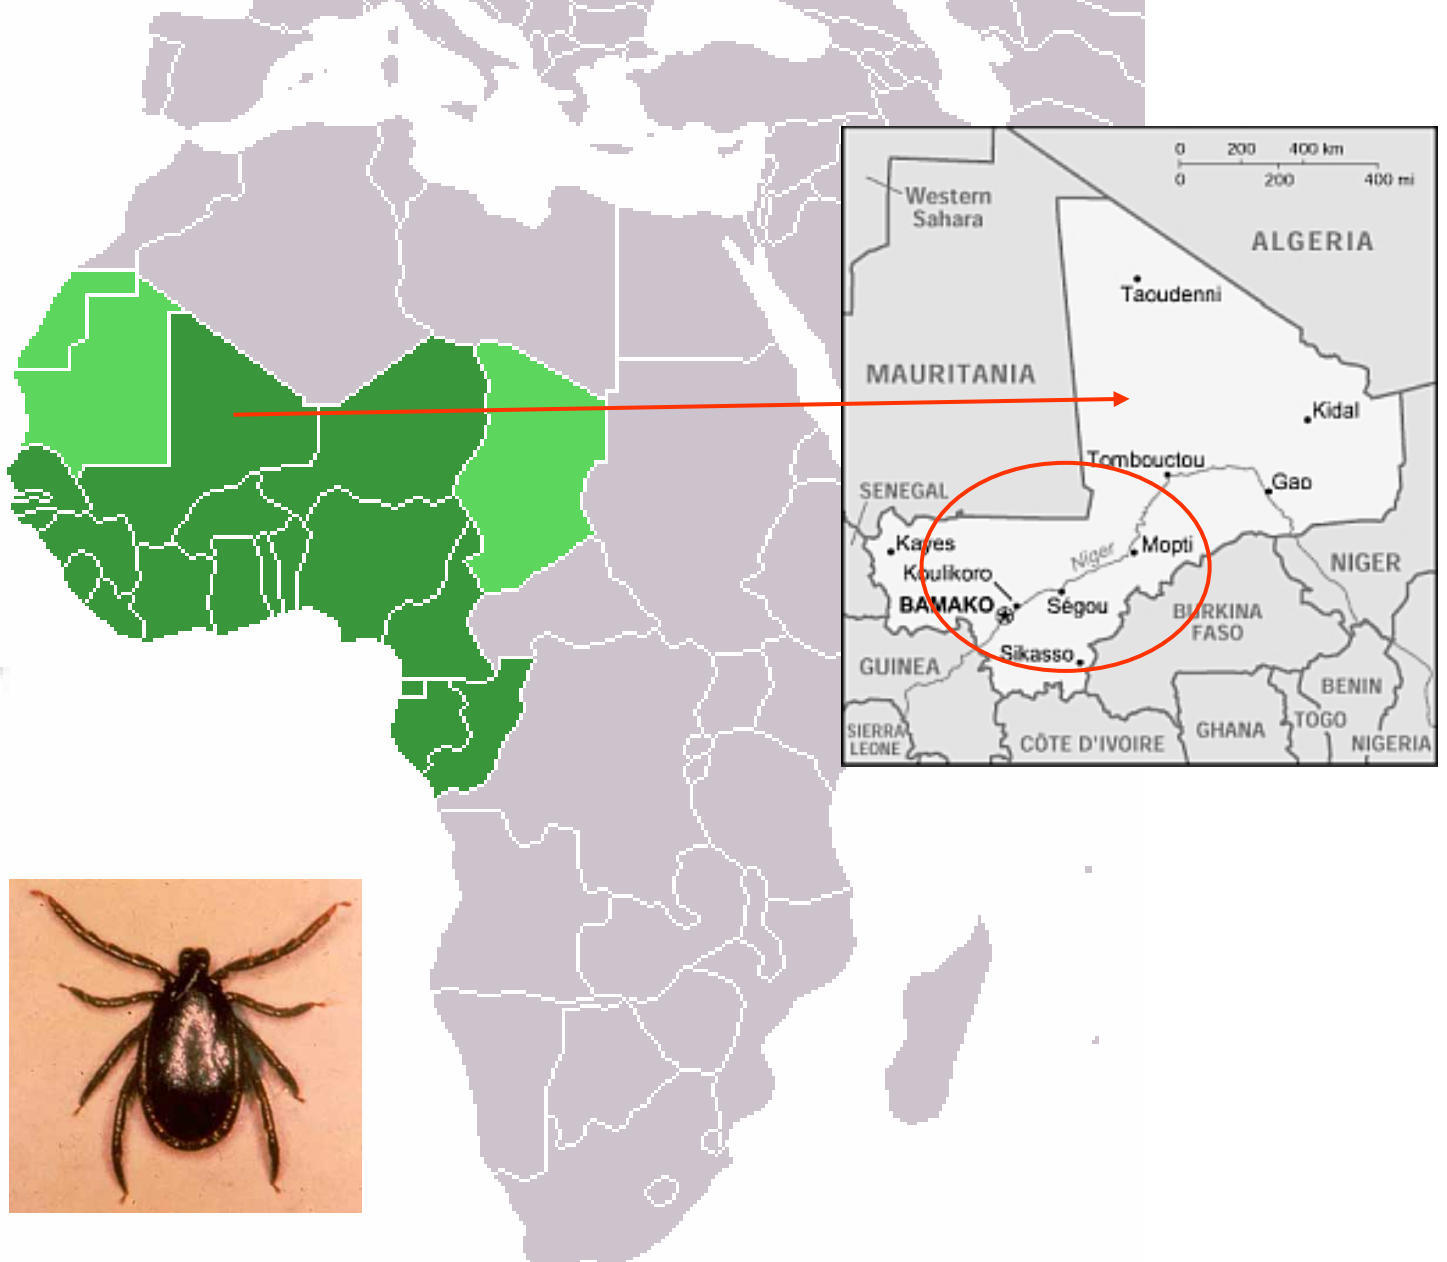 0 200 400 km
0 200 400 mi
Western
Sahara
ALGERIA
Taoudenni
MAURITANIA
Kidal
Tombouctou
Gao
SENEGAL
Kayes
Niger
Mopti
NIGER
Koulikoro
BAMAKO
Ségou
BURKINA
FASO
Sikasso
GUINEA
BENIN
TOGO
SIERRA
LEONE
CÔTE D'IVOIRE
GHANA
NIGERIA